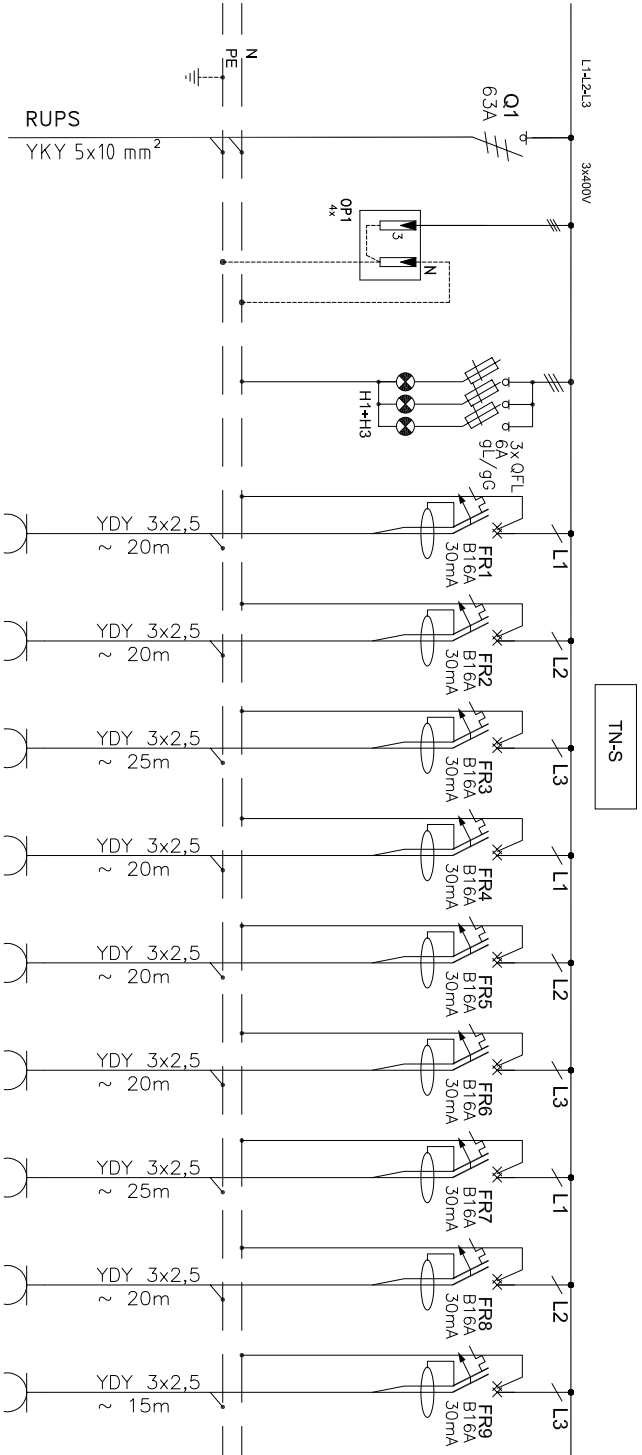 L1-L2-L3
3x400V
TN-S
N
PE
Q1
63A
RUPS
YKY 5x10 mm²
OP1
4x
3
N
H1+H3
3x QFL
6A
gL/gG
L1
FR1
B16A
30mA
YDY 3x2,5
~ 20m
L2
FR2
B16A
30mA
YDY 3x2,5
~ 20m
L3
FR3
B16A
30mA
YDY 3x2,5
~ 25m
L1
FR4
B16A
30mA
YDY 3x2,5
~ 20m
L2
FR5
B16A
30mA
YDY 3x2,5
~ 20m
L3
FR6
B16A
30mA
YDY 3x2,5
~ 20m
L1
FR7
B16A
30mA
YDY 3x2,5
~ 25m
L2
FR8
B16A
30mA
YDY 3x2,5
~ 20m
L3
FR9
B16A
30mA
YDY 3x2,5
~ 15m